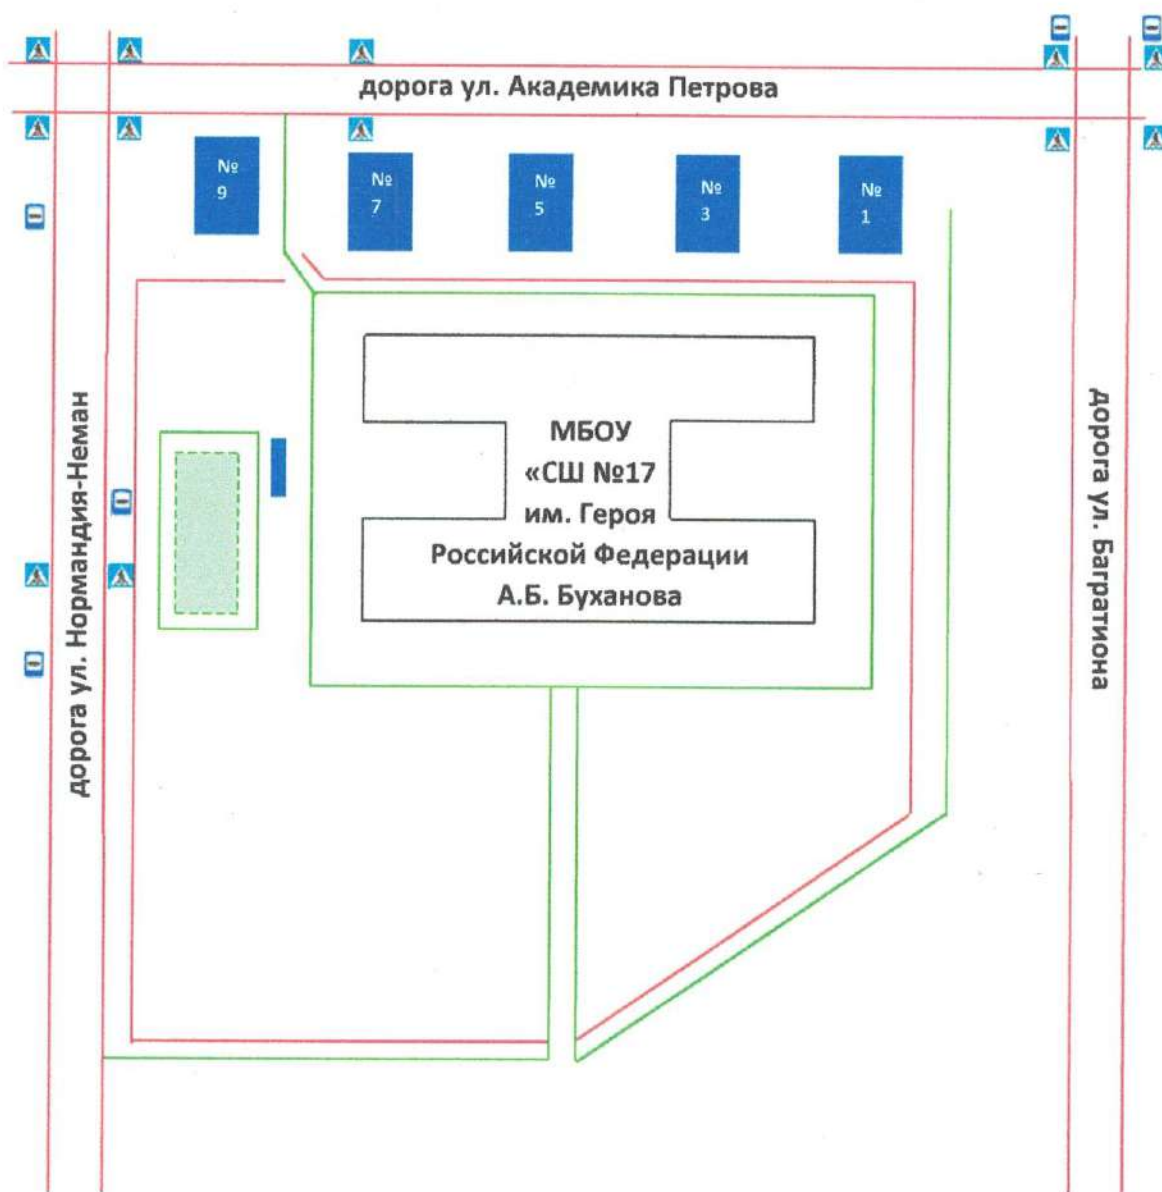 дорога ул. Академика Петрова
№
9
№
7
№
5
№
3
№
1
дорога ул. Нормандия-Неман
МБОУ
«СШ №17
им. Героя
Российской Федерации
А.Б. Буханова
дорога ул. Багратиона